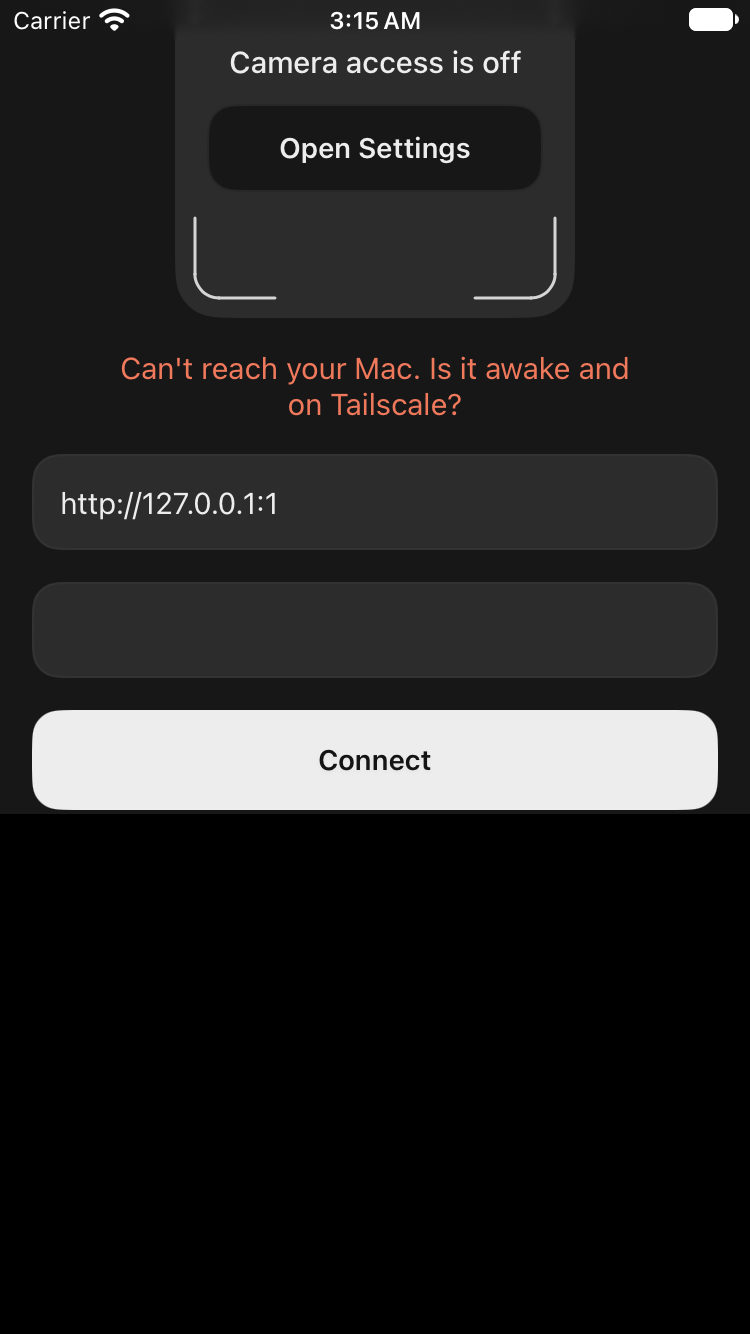 Carrier 3:15 AM
Camera access is off
Open Settings
Can't reach your Mac. Is it awake and
on Tailscale?
http://127.0.0.1:1
Connect